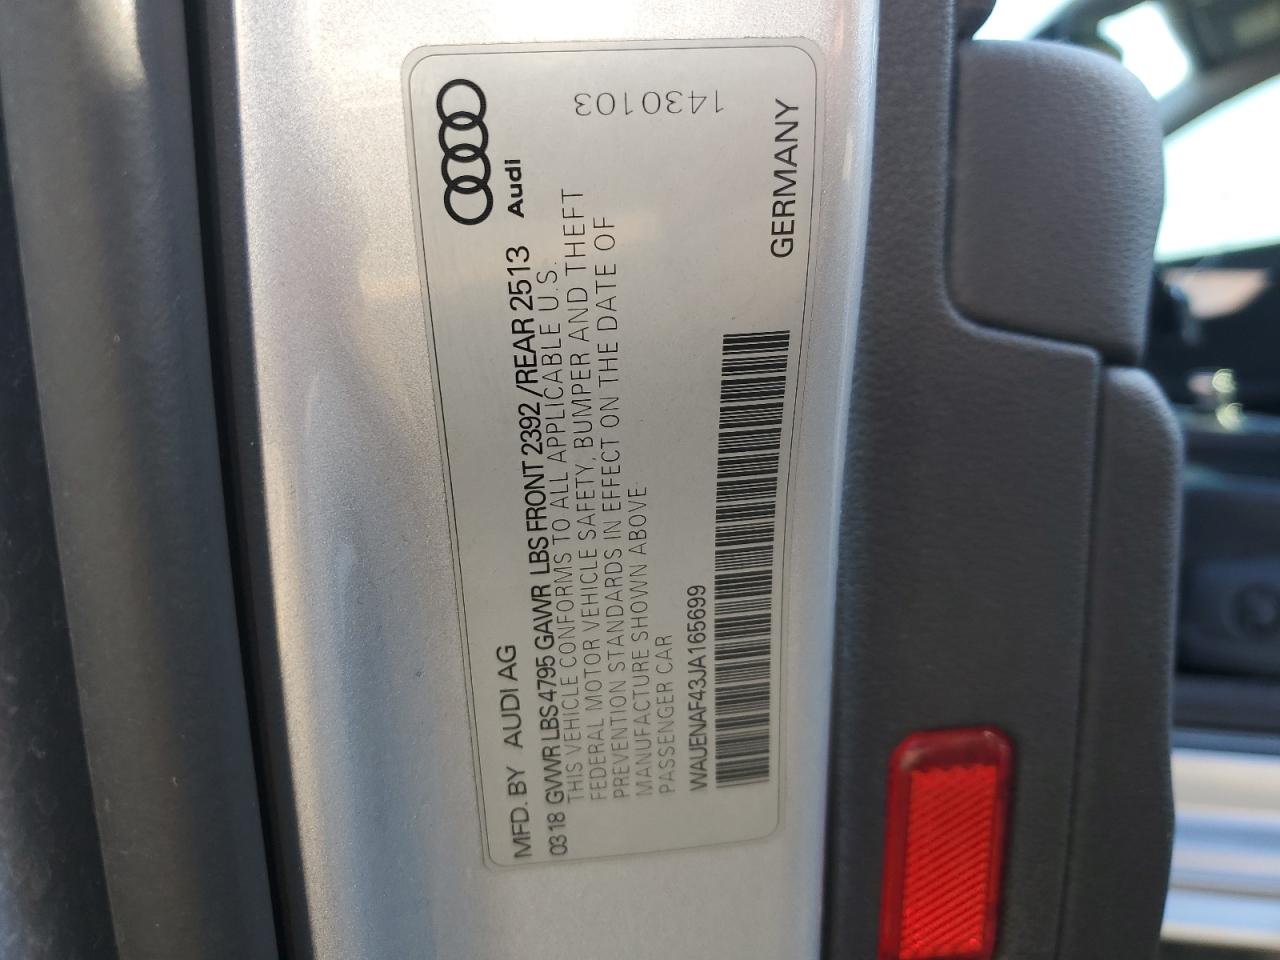 MFD. BY AUDI AG
Audi
0318 GVWR LBS 4795 GAWR LBS FRONT 2392/REAR 2513
THIS VEHICLE CONFORMS TO ALL APPLICABLE U.S.
FEDERAL MOTOR VEHICLE SAFETY, BUMPER AND THEFT
PREVENTION STANDARDS IN EFFECT ON THE DATE OF
MANUFACTURE SHOWN ABOVE
PASSENGER CAR
WAUENAF43JA165699
GERMANY
1430103